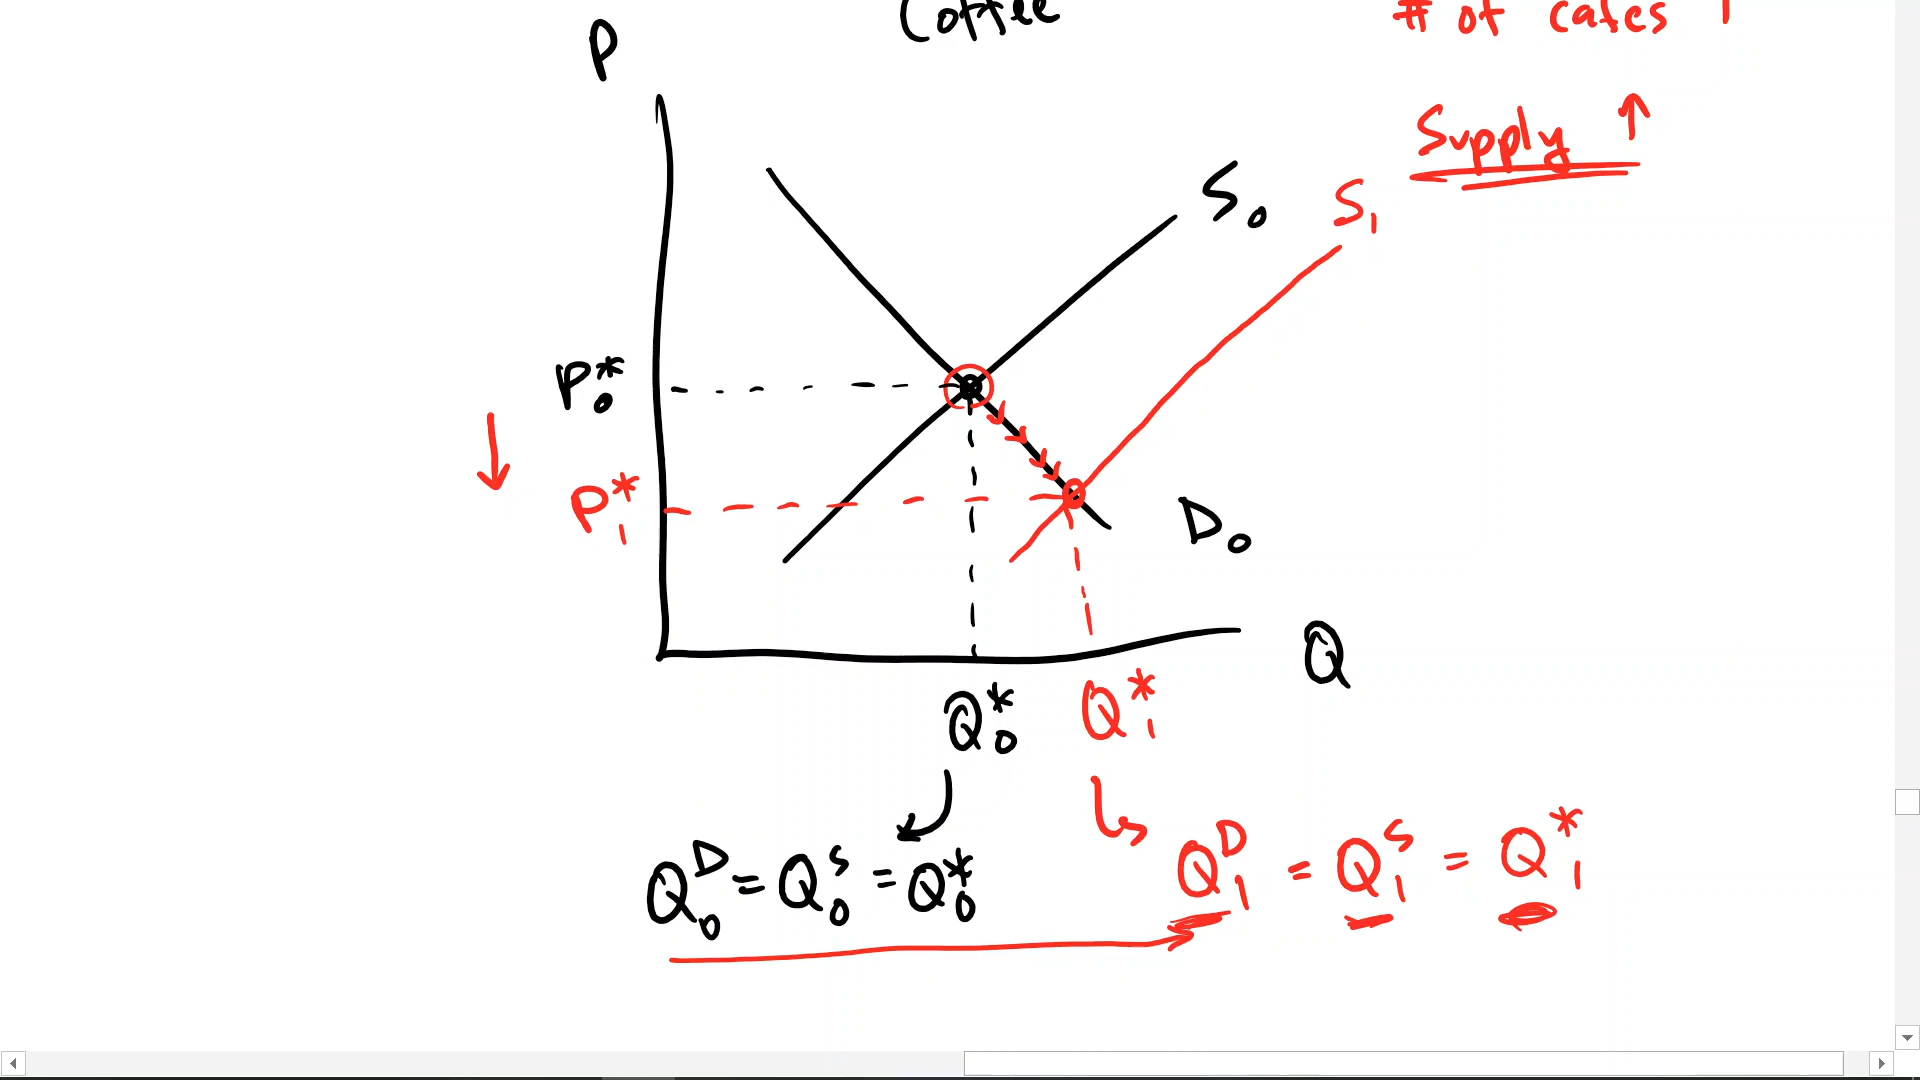 Coffee
# of cafes ↑
P
Supply ↑
S₀
S₁
P₀*
↓
P₁*
D₀
Q
Q₀*
Q₁*
Q₀ᴰ = Q₀ˢ = Q₀*
Q₁ᴰ = Q₁ˢ = Q₁*